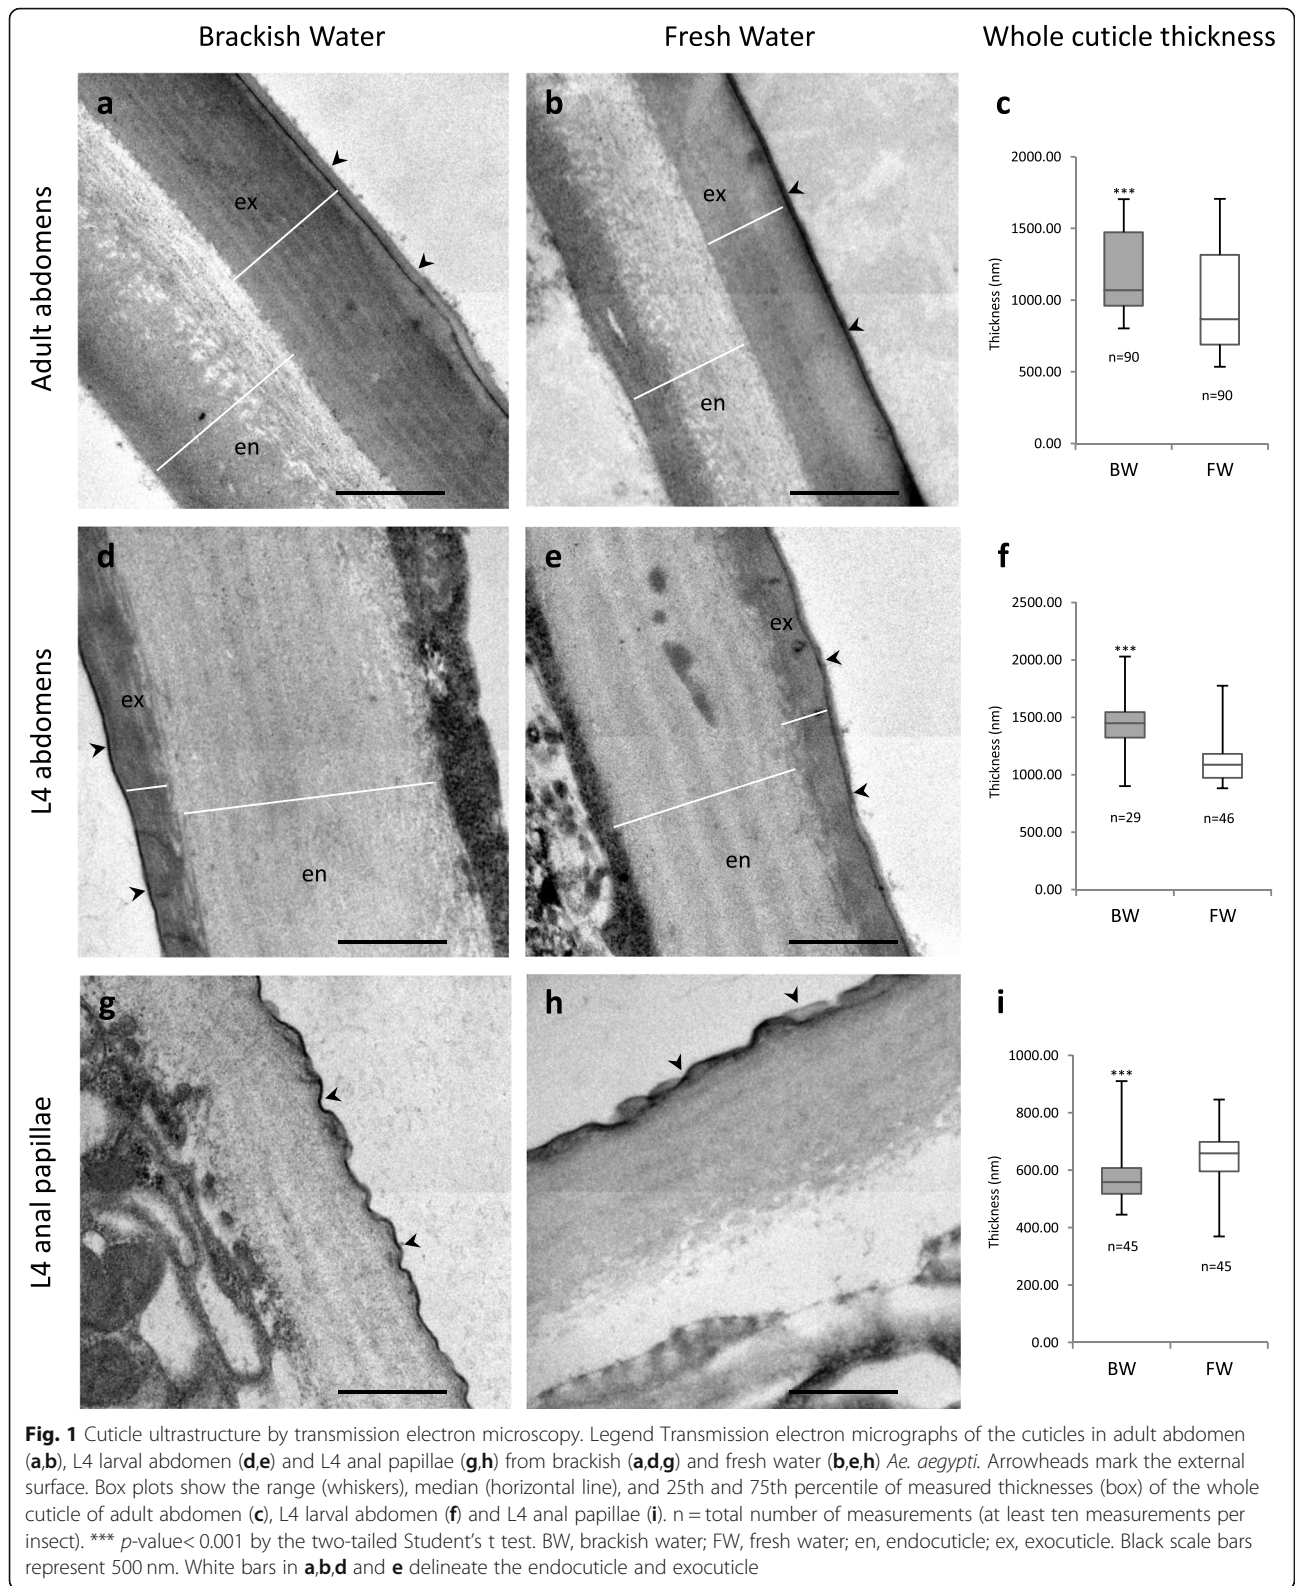 Brackish Water
Fresh Water
Whole cuticle thickness
Adult abdomens
a
ex
en
b
ex
en
c
2000.00
1500.00
1000.00
500.00
0.00
Thickness (nm)
***
n=90
n=90
BW
FW
L4 abdomens
d
ex
en
e
ex
en
f
2500.00
2000.00
1500.00
1000.00
500.00
0.00
Thickness (nm)
***
n=29
n=46
BW
FW
L4 anal papillae
g
h
i
1000.00
800.00
600.00
400.00
200.00
0.00
Thickness (nm)
***
n=45
n=45
BW
FW
Fig. 1 Cuticle ultrastructure by transmission electron microscopy. Legend Transmission electron micrographs of the cuticles in adult abdomen
(a,b), L4 larval abdomen (d,e) and L4 anal papillae (g,h) from brackish (a,d,g) and fresh water (b,e,h) Ae. aegypti. Arrowheads mark the external
surface. Box plots show the range (whiskers), median (horizontal line), and 25th and 75th percentile of measured thicknesses (box) of the whole
cuticle of adult abdomen (c), L4 larval abdomen (f) and L4 anal papillae (i). n = total number of measurements (at least ten measurements per
insect). *** p-value< 0.001 by the two-tailed Student's t test. BW, brackish water; FW, fresh water; en, endocuticle; ex, exocuticle. Black scale bars
represent 500 nm. White bars in a,b,d and e delineate the endocuticle and exocuticle